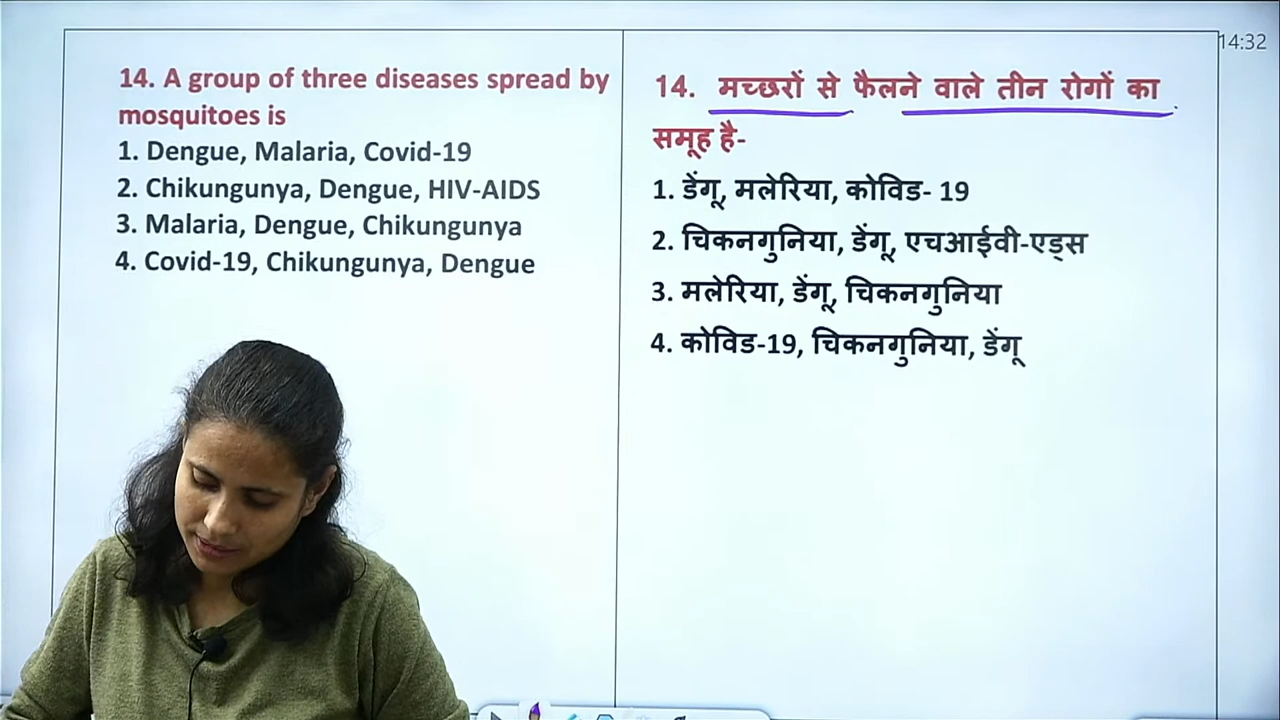 14. A group of three diseases spread by
mosquitoes is
1. Dengue, Malaria, Covid-19
2. Chikungunya, Dengue, HIV-AIDS
3. Malaria, Dengue, Chikungunya
4. Covid-19, Chikungunya, Dengue
14. मच्छरों से फैलने वाले तीन रोगों का
समूह है-
1. डेंगू, मलेरिया, कोविड- 19
2. चिकनगुनिया, डेंगू, एचआईवी-एड्स
3. मलेरिया, डेंगू, चिकनगुनिया
4. कोविड-19, चिकनगुनिया, डेंगू
14:32